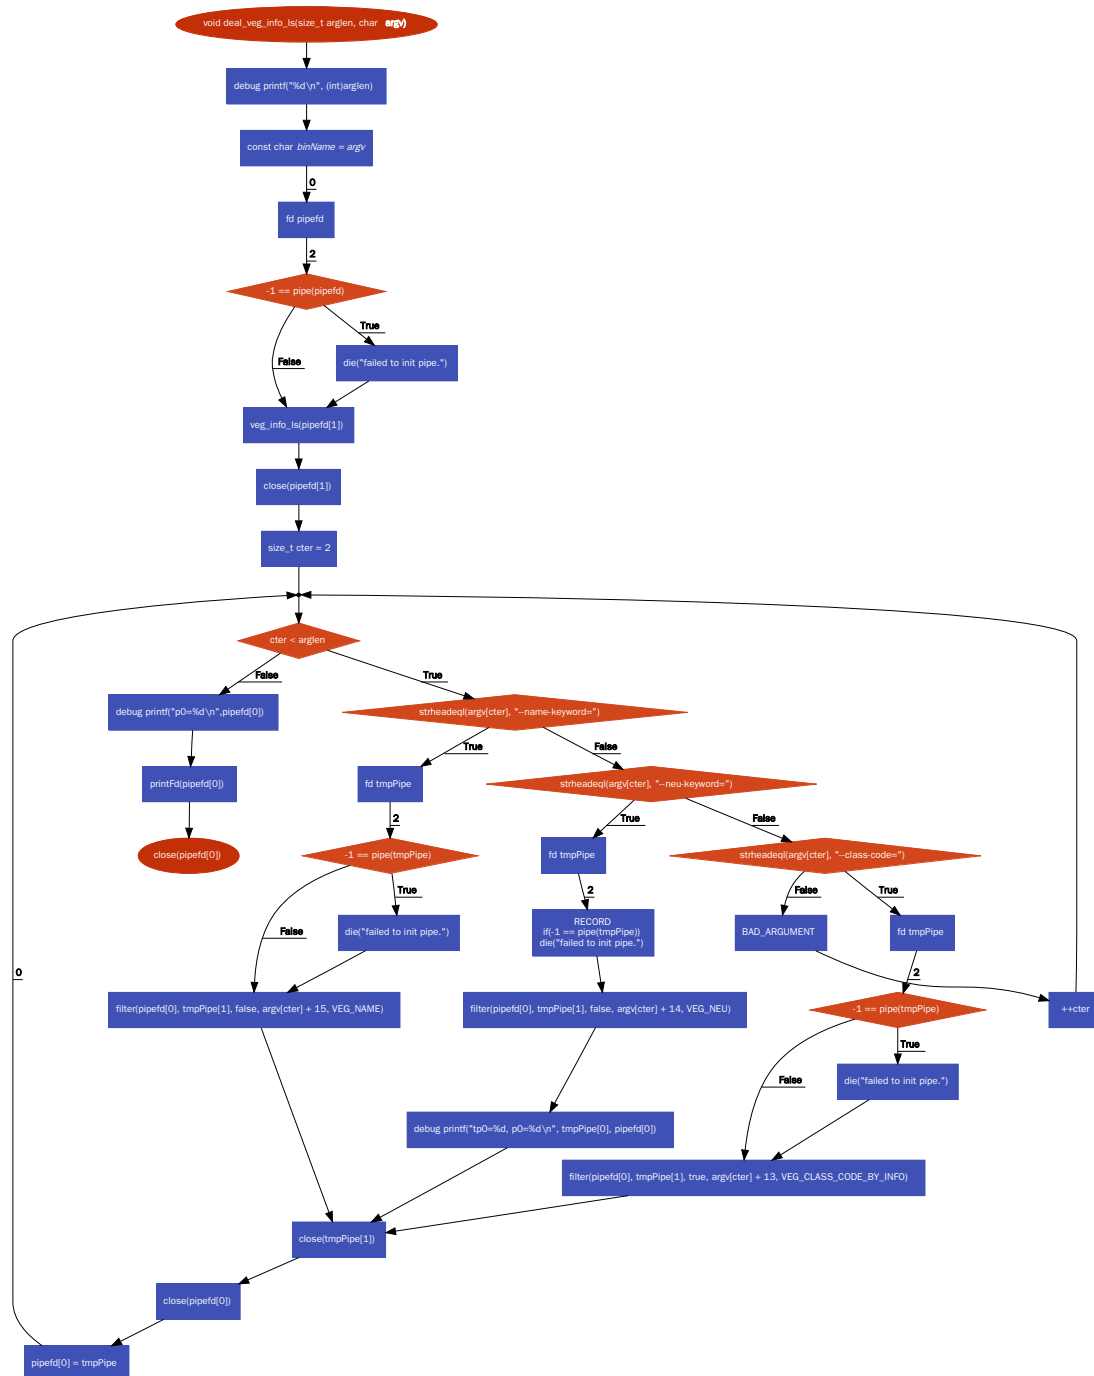 void deal_veg_info_ls(size_t arglen, char argv)
debug printf("%d\n", (int)arglen)
const char binName = argv
0
fd pipefd
2
-1 == pipe(pipefd)
True
die("failed to init pipe.")
False
veg_info_ls(pipefd[1])
close(pipefd[1])
size_t cter = 2
cter < arglen
False
True
debug printf("p0=%d\n",pipefd[0])
strheadeql(argv[cter], "--name-keyword=")
True
False
printFd(pipefd[0])
fd tmpPipe
strheadeql(argv[cter], "--neu-keyword=")
2
True
False
close(pipefd[0])
-1 == pipe(tmpPipe)
fd tmpPipe
strheadeql(argv[cter], "--class-code=")
True
2
False
True
False
die("failed to init pipe.")
RECORD
if(-1 == pipe(tmpPipe))
die("failed to init pipe.")
BAD_ARGUMENT
fd tmpPipe
0
2
filter(pipefd[0], tmpPipe[1], false, argv[cter] + 15, VEG_NAME)
filter(pipefd[0], tmpPipe[1], false, argv[cter] + 14, VEG_NEU)
-1 == pipe(tmpPipe)
++cter
True
False
die("failed to init pipe.")
debug printf("tp0=%d, p0=%d\n", tmpPipe[0], pipefd[0])
filter(pipefd[0], tmpPipe[1], true, argv[cter] + 13, VEG_CLASS_CODE_BY_INFO)
close(tmpPipe[1])
close(pipefd[0])
pipefd[0] = tmpPipe